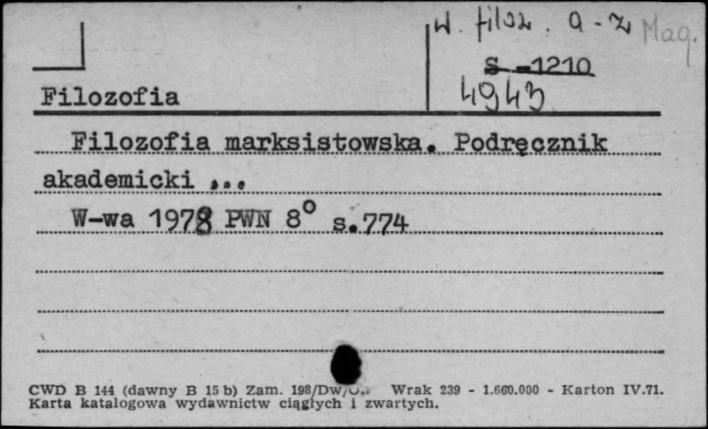 w. filoz. a-z Mag.
S -1210
4943
Filozofia
Filozofia marksistowska. Podręcznik
akademicki ...
W-wa 1978 PWN 8° s.774
CWD B 144 (dawny B 15 b) Zam. 198/Dw/ Wrak 239 - 1.660.000 - Karton IV.71.
Karta katalogowa wydawnictw ciągłych i zwartych.